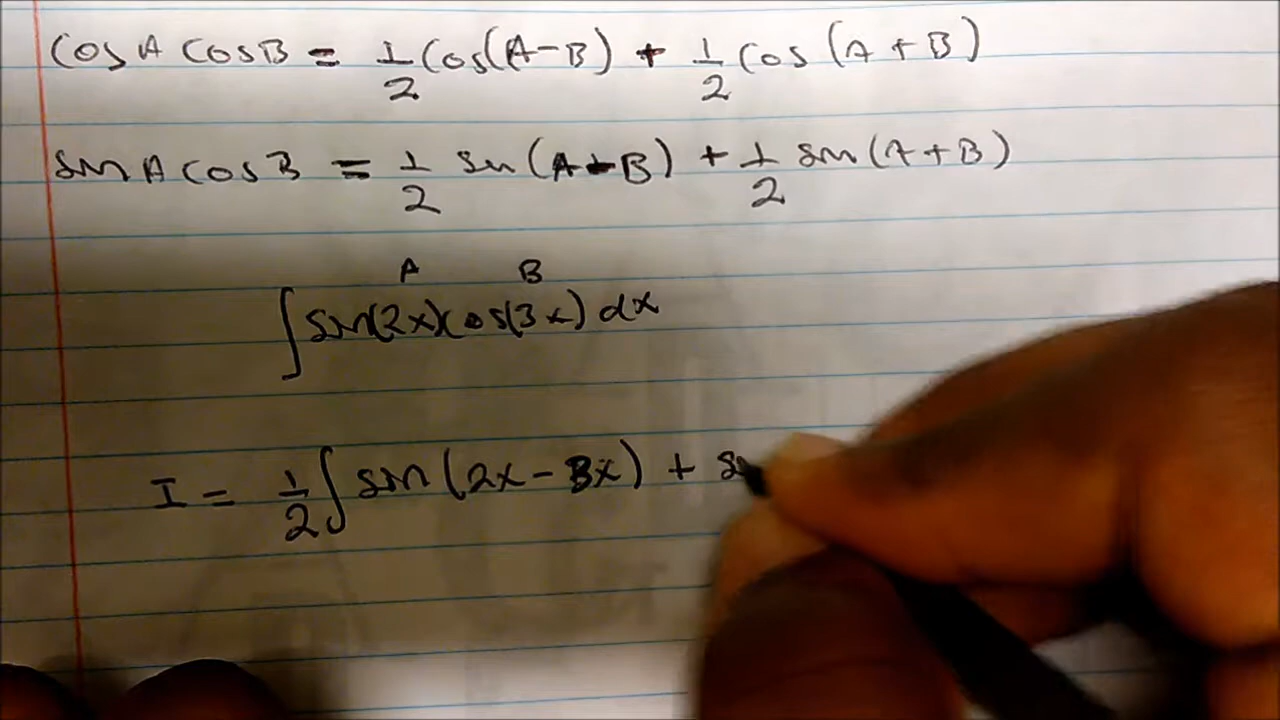 cos A cos B = 1/2 cos(A-B) + 1/2 cos (A+B)
sin A cos B = 1/2 sin(A-B) + 1/2 sin(A+B)
A B
∫ sin(2x)cos(3x) dx
I = 1/2 ∫ sin(2x-3x) + s